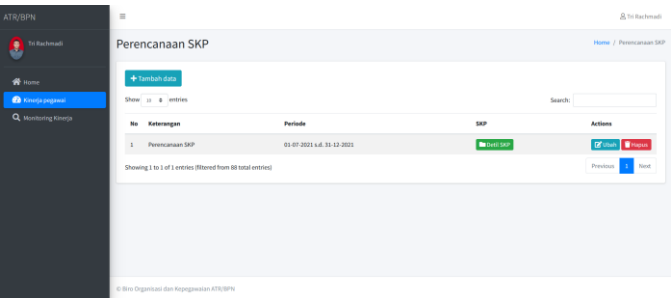 ATR/BPN
Tri Rachmadi
Tri Rachmadi
Home
Kinerja pegawai
Monitoring Kinerja
Perencanaan SKP
Home / Perencanaan SKP
+ Tambah data
Show 10 entries
Search:
No Keterangan Periode SKP Actions
1 Perencanaan SKP 01-07-2021 s.d. 31-12-2021 Detil SKP Ubah Hapus
Showing 1 to 1 of 1 entries (filtered from 88 total entries)
Previous 1 Next
© Biro Organisasi dan Kepegawaian ATR/BPN